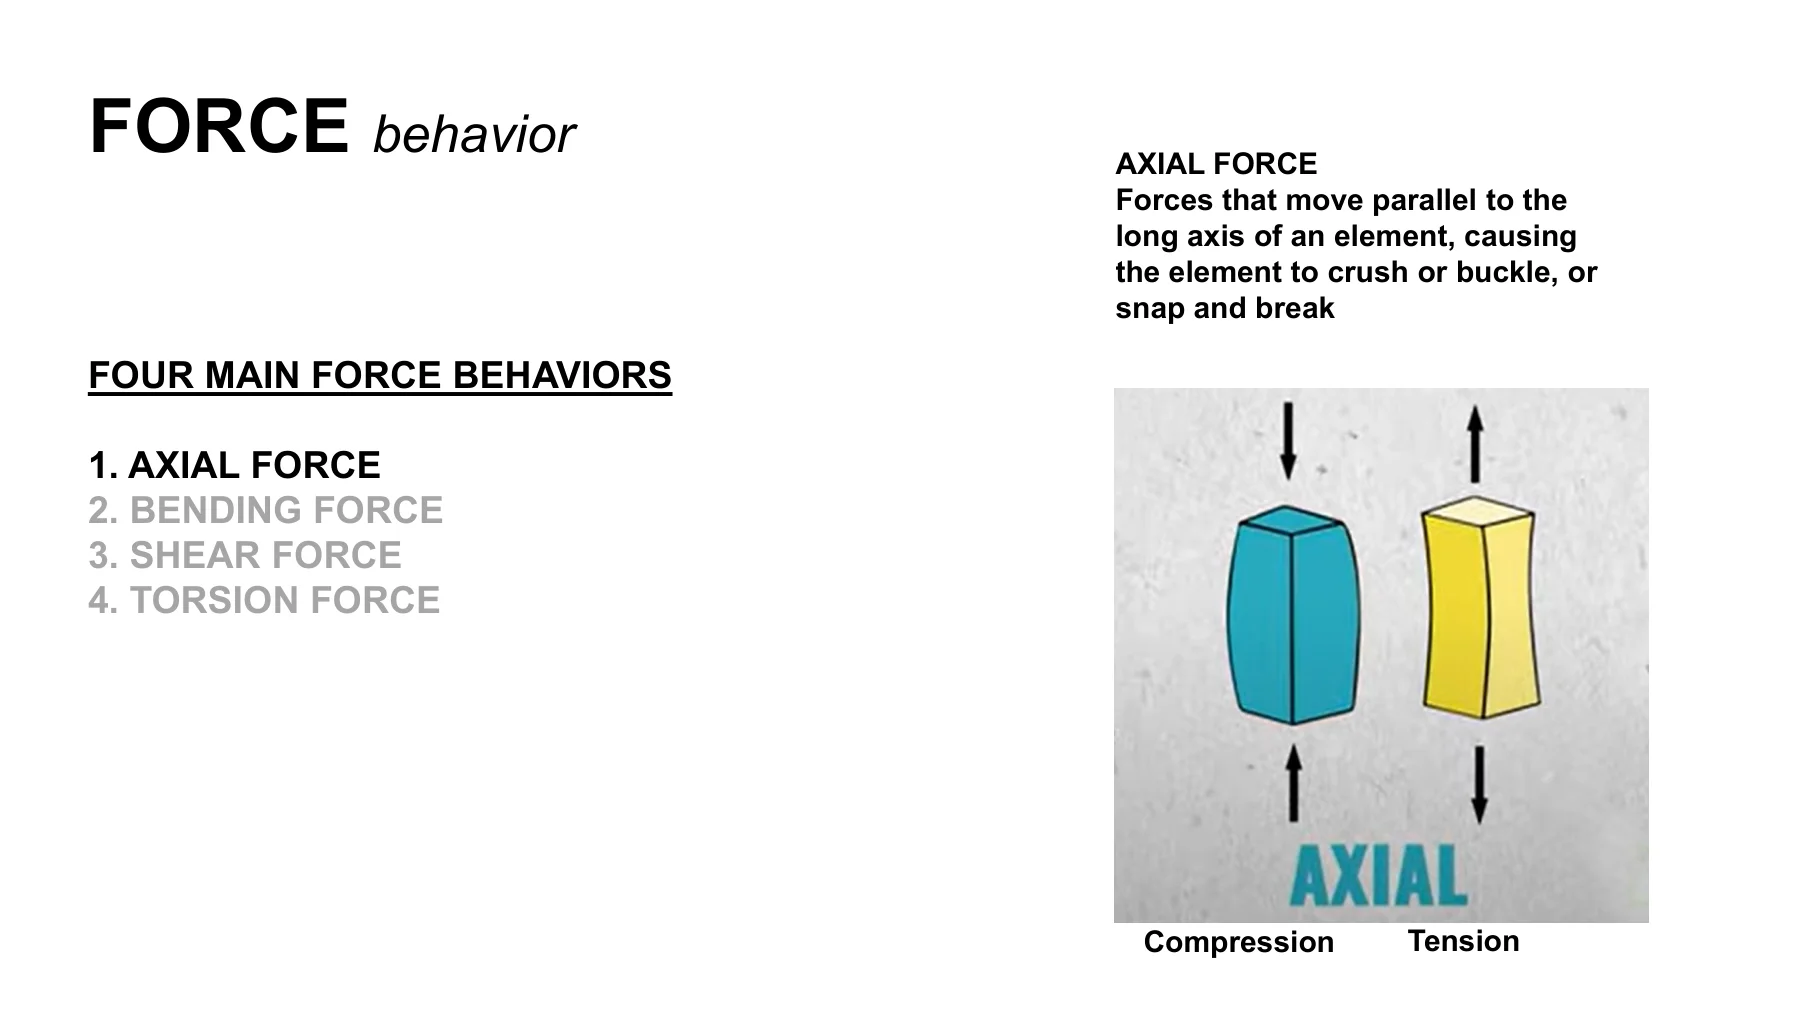 FORCE behavior
FOUR MAIN FORCE BEHAVIORS
1. AXIAL FORCE
2. BENDING FORCE
3. SHEAR FORCE
4. TORSION FORCE
AXIAL FORCE
Forces that move parallel to the
long axis of an element, causing
the element to crush or buckle, or
snap and break
AXIAL
Compression
Tension